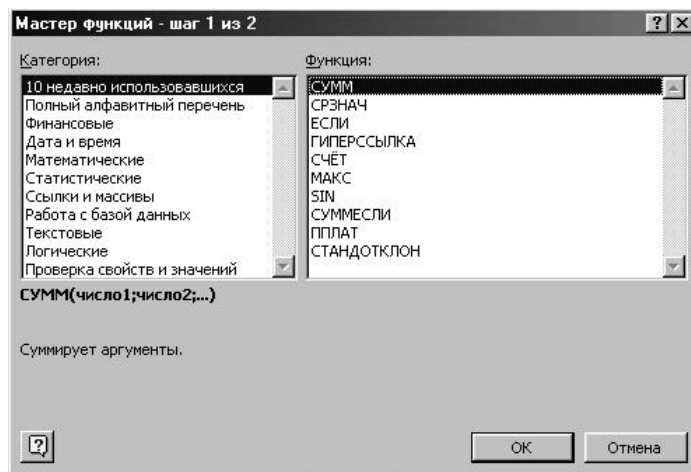 Мастер функций - шаг 1 из 2
Категория:
Функция:
10 недавно использовавшихся
Полный алфавитный перечень
Финансовые
Дата и время
Математические
Статистические
Ссылки и массивы
Работа с базой данных
Текстовые
Логические
Проверка свойств и значений
СУММ
СРЗНАЧ
ЕСЛИ
ГИПЕРССЫЛКА
СЧЁТ
МАКС
SIN
СУММЕСЛИ
ППЛАТ
СТАНДОТКЛОН
СУММ(число1;число2;...)
Суммирует аргументы.
ОК
Отмена